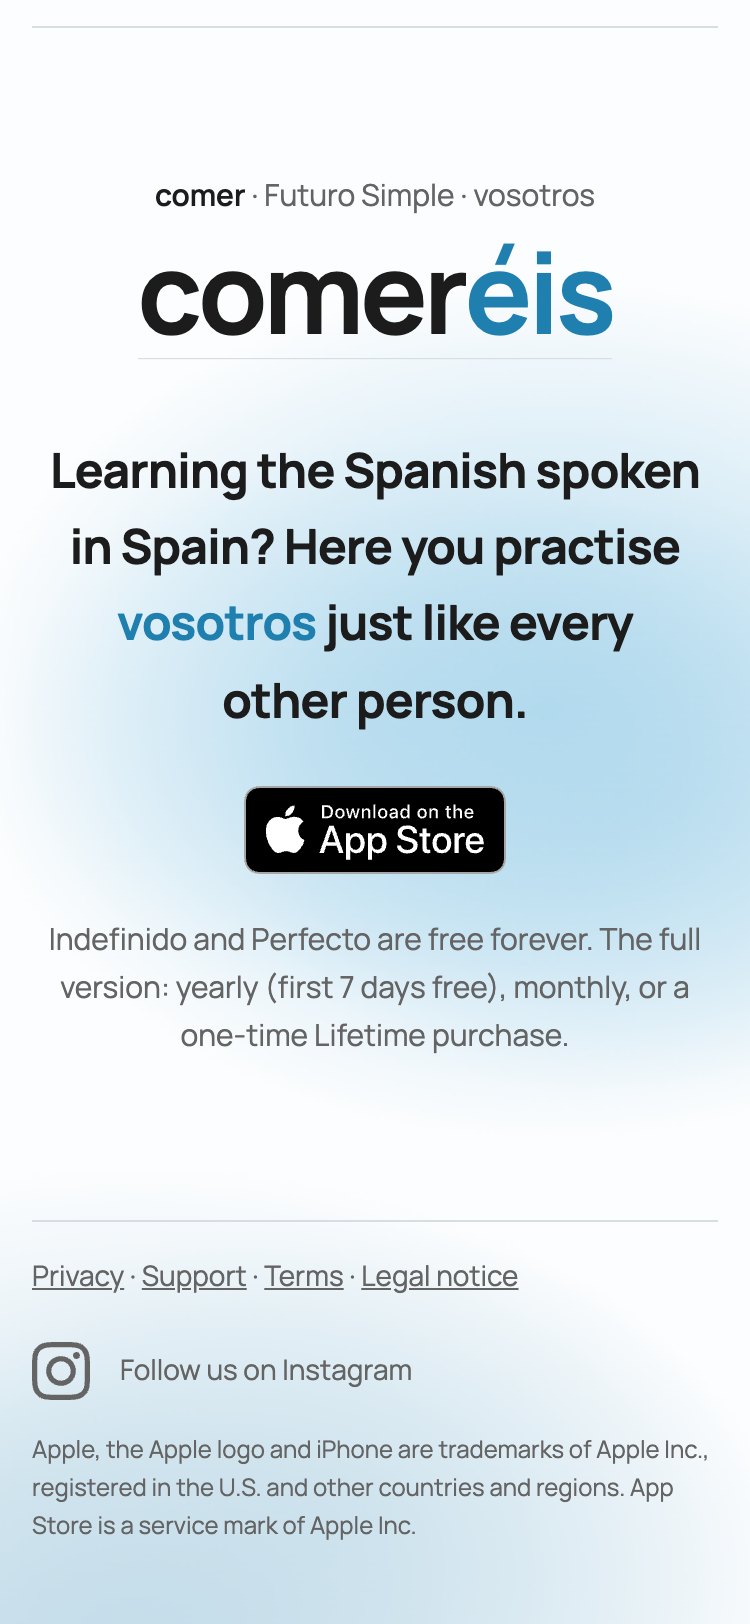 comer · Futuro Simple · vosotros
comeréis
Learning the Spanish spoken
in Spain? Here you practise
vosotros just like every
other person.
Download on the
App Store
Indefinido and Perfecto are free forever. The full
version: yearly (first 7 days free), monthly, or a
one-time Lifetime purchase.
Privacy · Support · Terms · Legal notice
Follow us on Instagram
Apple, the Apple logo and iPhone are trademarks of Apple Inc.,
registered in the U.S. and other countries and regions. App
Store is a service mark of Apple Inc.